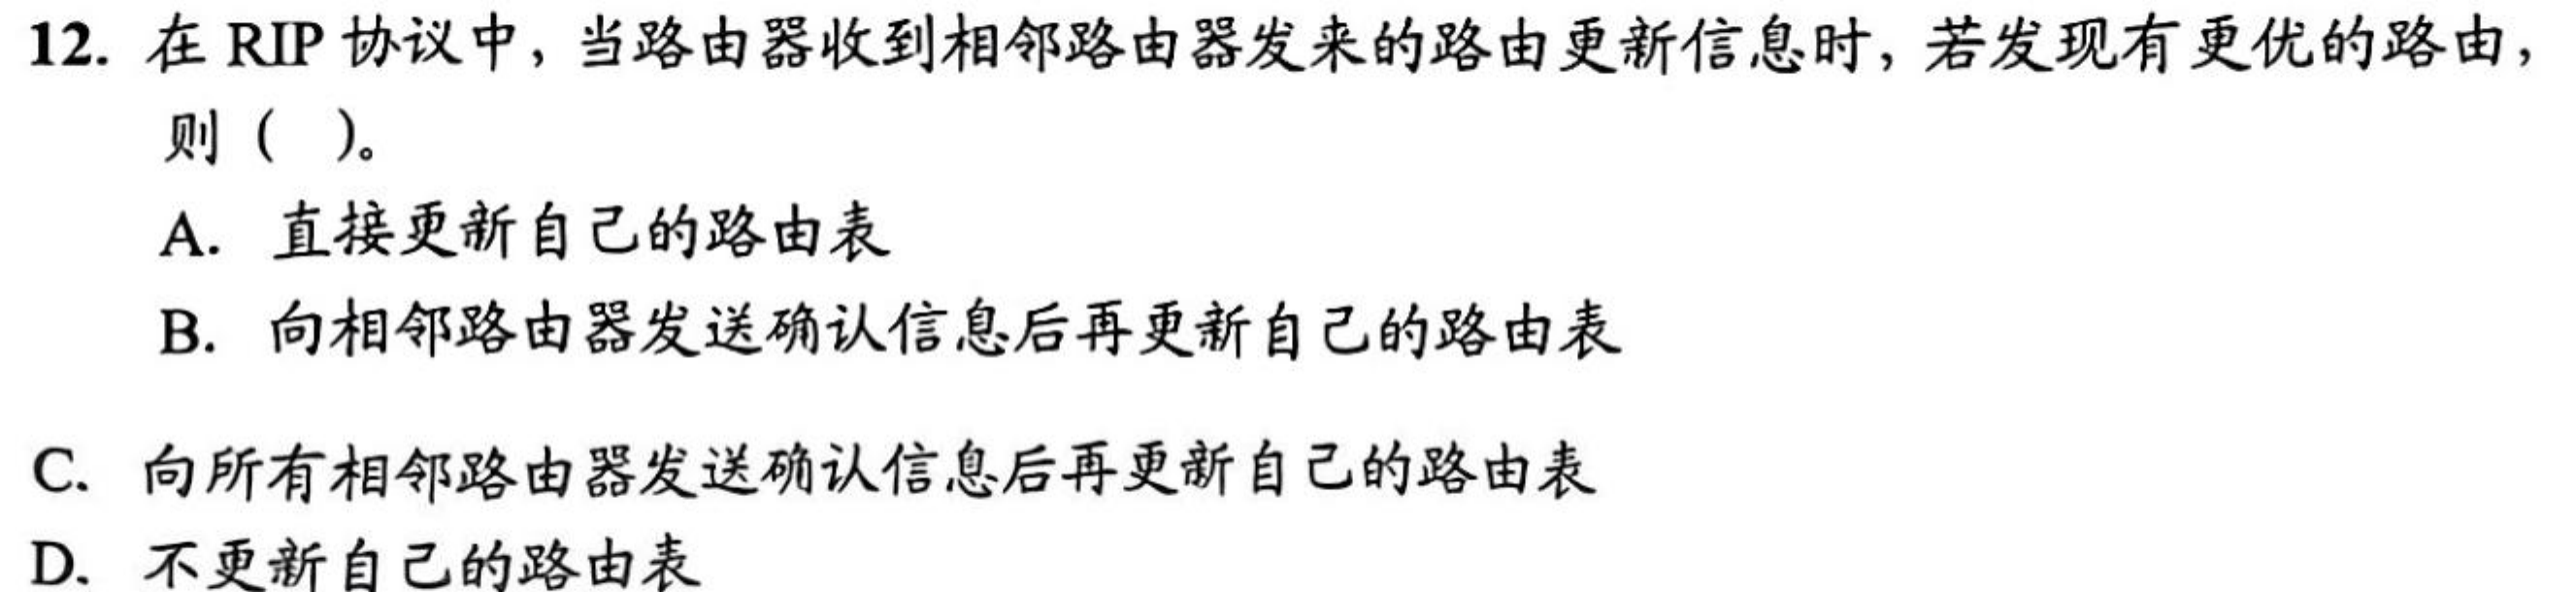 12. 在 RIP 协议中，当路由器收到相邻路由器发来的路由更新信息时，若发现有更优的路由，
则（ ）。
A. 直接更新自己的路由表
B. 向相邻路由器发送确认信息后再更新自己的路由表
C. 向所有相邻路由器发送确认信息后再更新自己的路由表
D. 不更新自己的路由表